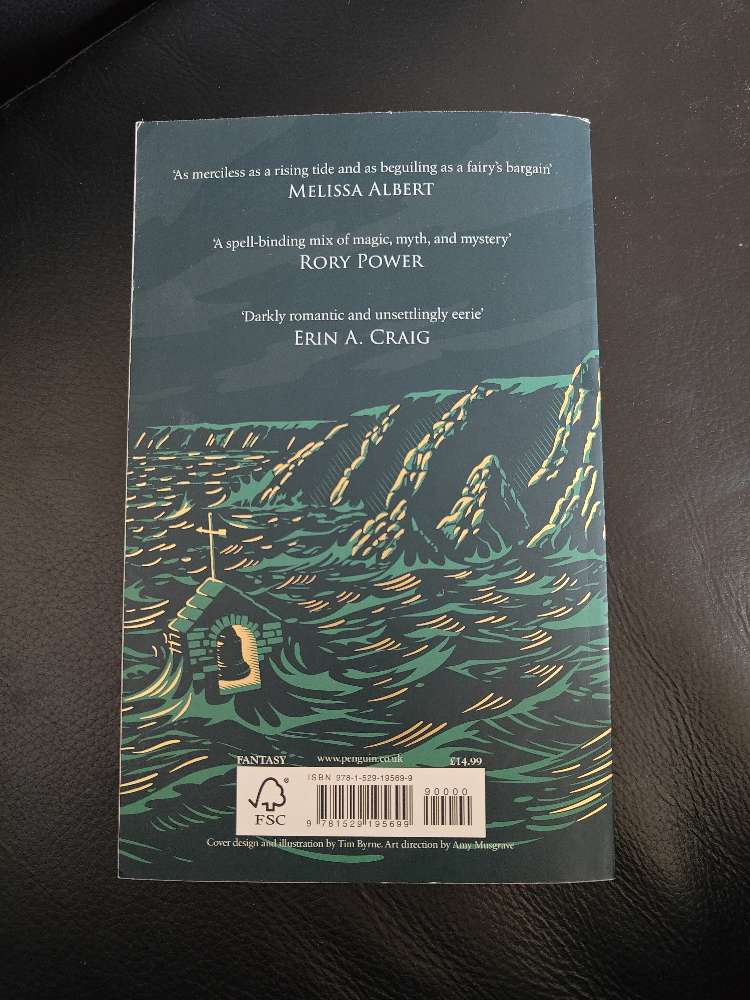 ‘As merciless as a rising tide and as beguiling as a fairy’s bargain’
MELISSA ALBERT
‘A spell-binding mix of magic, myth, and mystery’
RORY POWER
‘Darkly romantic and unsettlingly eerie’
ERIN A. CRAIG
FANTASY www.penguin.co.uk £14.99
ISBN 978-1-529-19569-9
90000
FSC®
9 781529 195699
Cover design and illustration by Tim Byrne. Art direction by Amy Musgrave